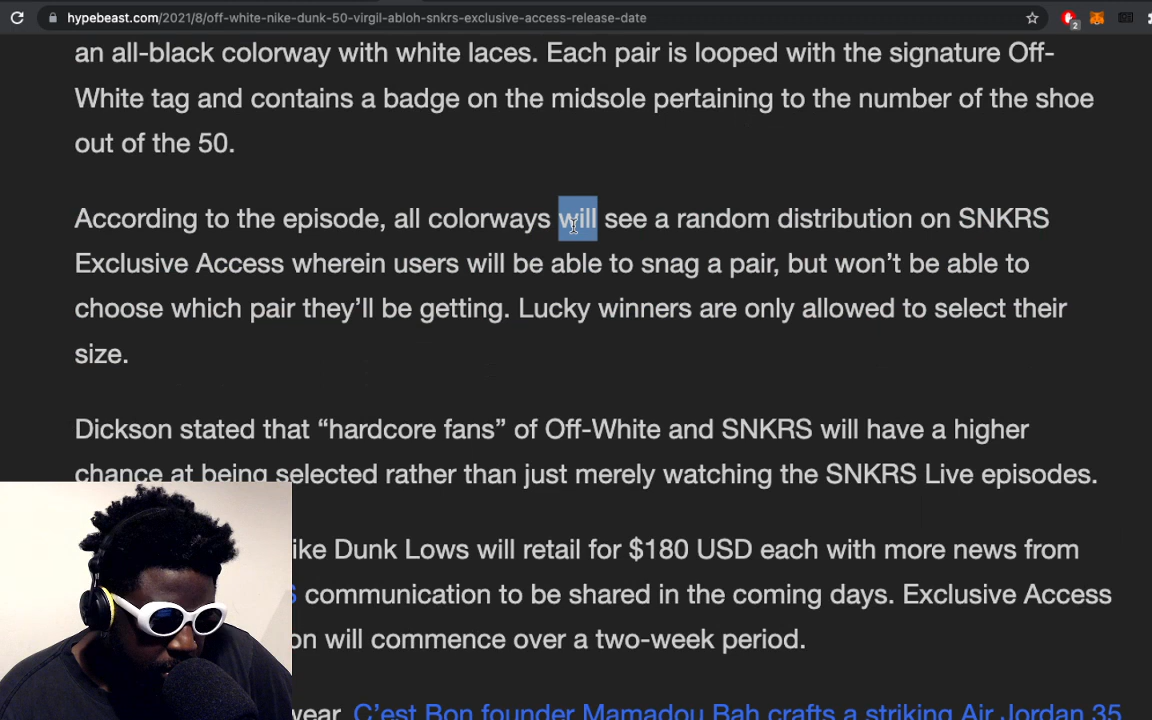 hypebeast.com/2021/8/off-white-nike-dunk-50-virgil-abloh-snkrs-exclusive-access-release-date
2
an all-black colorway with white laces. Each pair is looped with the signature Off-
White tag and contains a badge on the midsole pertaining to the number of the shoe
out of the 50.
According to the episode, all colorways will see a random distribution on SNKRS
Exclusive Access wherein users will be able to snag a pair, but won’t be able to
choose which pair they’ll be getting. Lucky winners are only allowed to select their
size.
Dickson stated that “hardcore fans” of Off-White and SNKRS will have a higher
chance at being selected rather than just merely watching the SNKRS Live episodes.
ike Dunk Lows will retail for $180 USD each with more news from
communication to be shared in the coming days. Exclusive Access
on will commence over a two-week period.
wear, C’est Bon founder Mamadou Bah crafts a striking Air Jordan 35